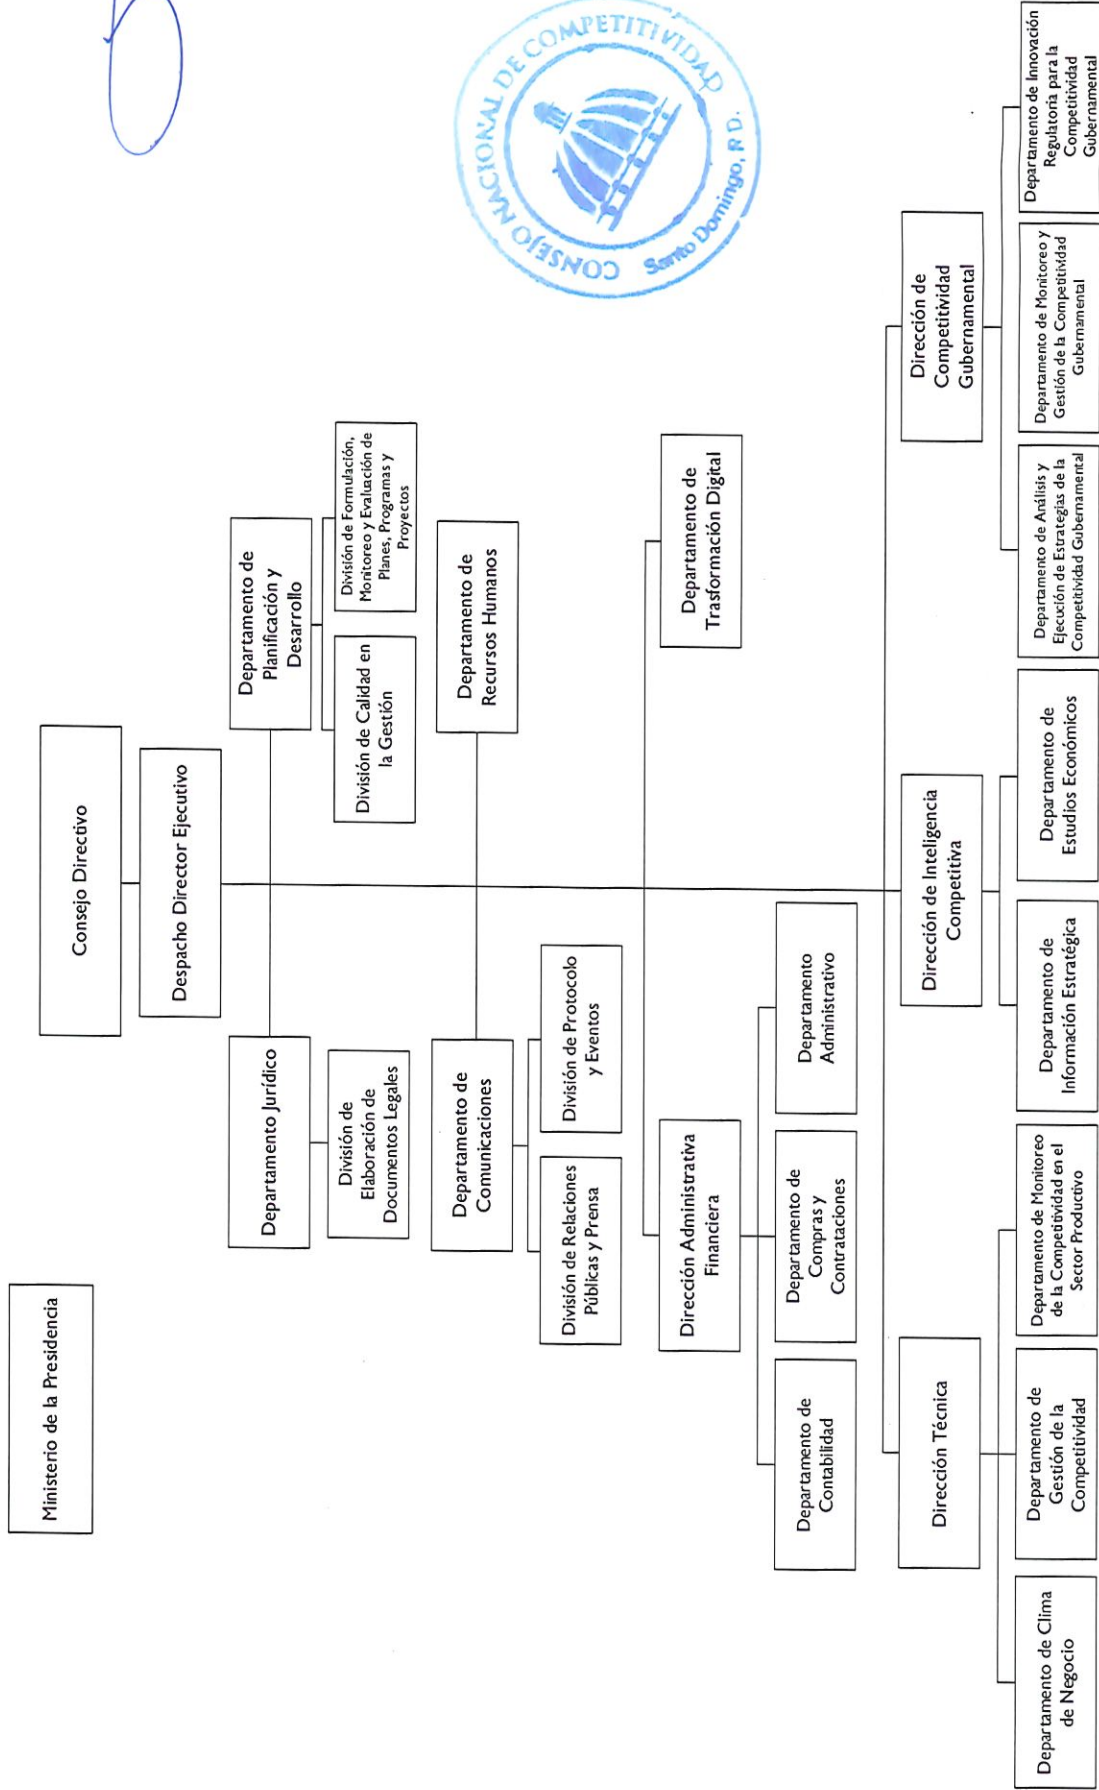 Ministerio de la Presidencia
Consejo Directivo
Despacho Director Ejecutivo
Departamento Jurídico
División de
Elaboración de
Documentos Legales
Departamento de
Planificación y
Desarrollo
División de Calidad en
la Gestión
División de Formulación,
Monitoreo y Evaluación de
Planes, Programas y
Proyectos
Departamento de
Comunicaciones
División de Relaciones
Públicas y Prensa
División de Protocolo
y Eventos
Departamento de
Recursos Humanos
Dirección Administrativa
Financiera
Departamento de
Contabilidad
Departamento de
Compras y
Contrataciones
Departamento
Administrativo
Departamento de
Trasformación Digital
Dirección Técnica
Departamento de Clima
de Negocio
Departamento de
Gestión de la
Competitividad
Departamento de Monitoreo
de la Competividad en el
Sector Productivo
Dirección de Inteligencia
Competitiva
Departamento de
Información Estratégica
Departamento de
Estudios Económicos
Dirección de
Competividad
Gubernamental
Departamento de Análisis y
Ejecución de Estrategias de la
Competitividad Gubernamental
Departamento de Monitoreo y
Gestión de la Competitividad
Gubernamental
Departamento de Innovación
Regulatoria para la
Competividad
Gubernamental
CONSEJO NACIONAL DE COMPETITIVIDAD
Santo Domingo, R D.